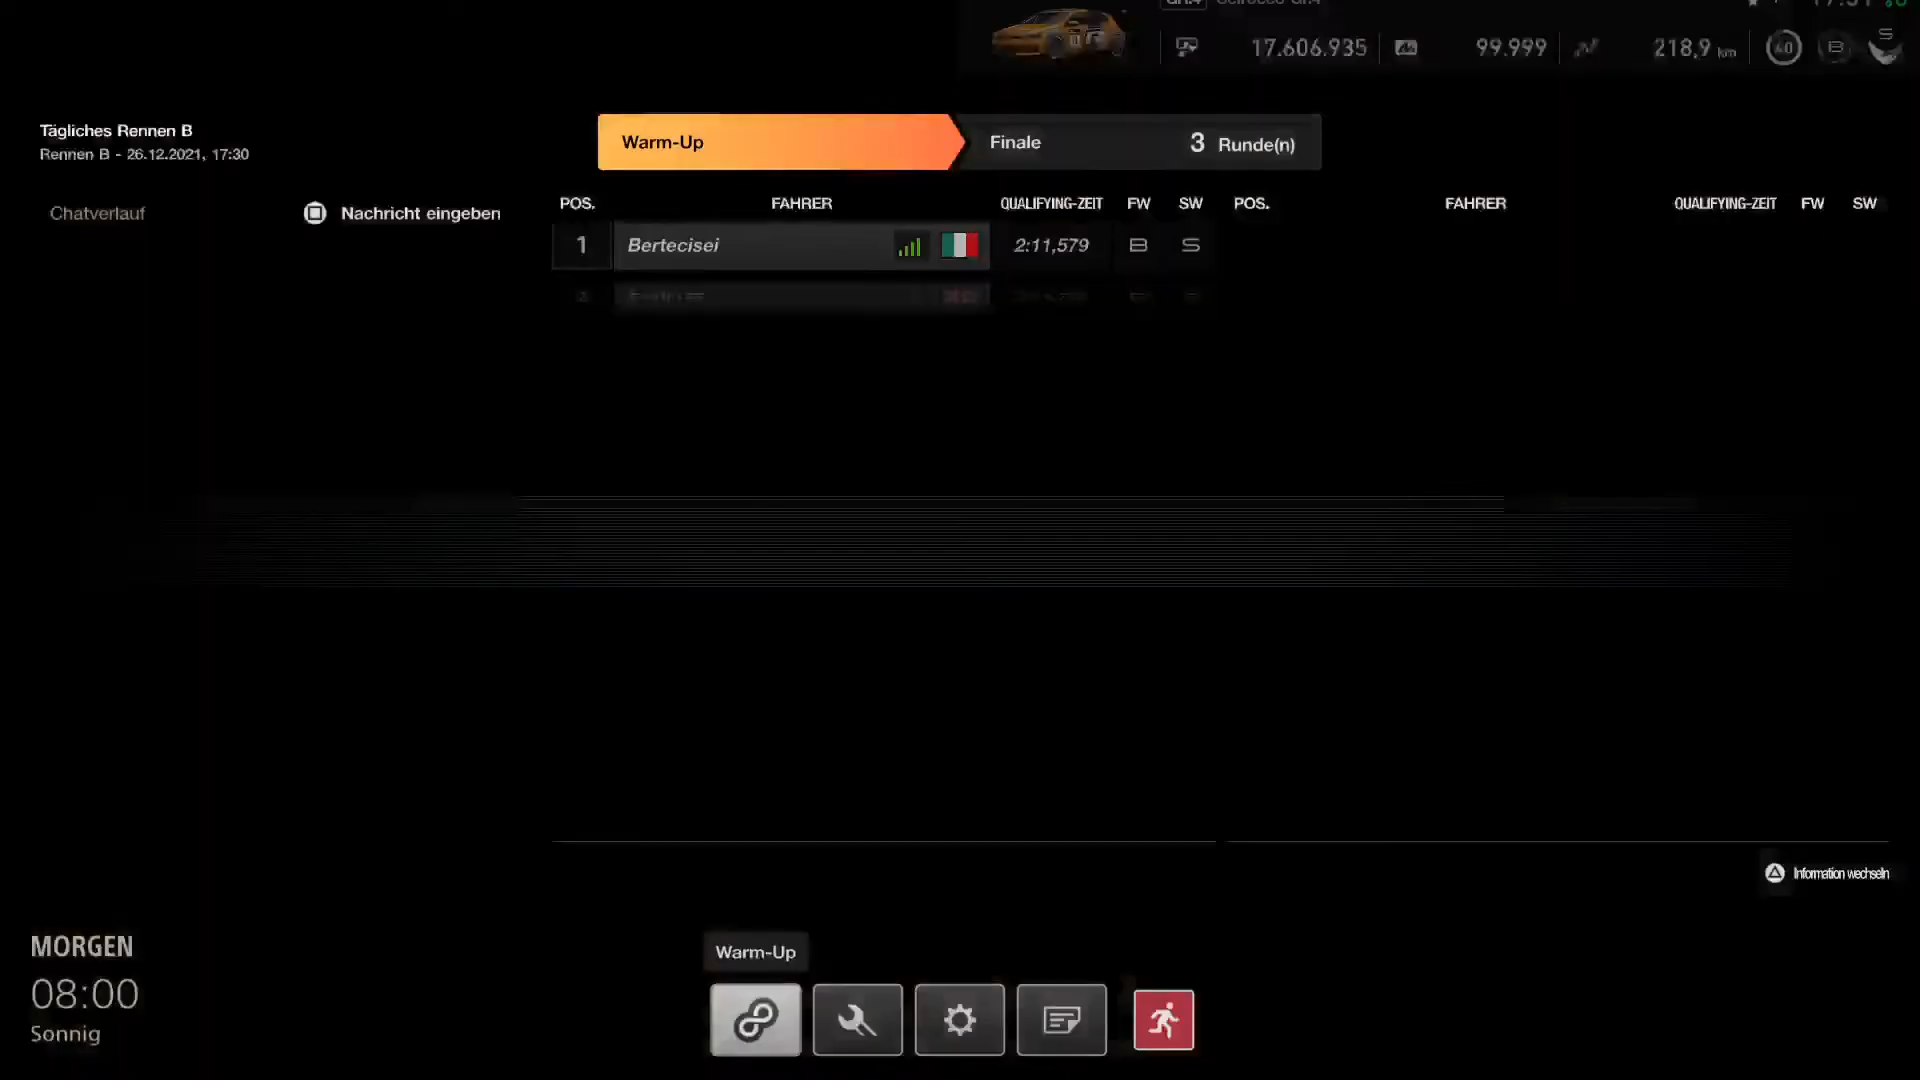 17.606.935 99.999 218,9 km 40 B S
Tägliches Rennen B
Rennen B - 26.12.2021, 17:30
Warm-Up Finale 3 Runde(n)
Chatverlauf Nachricht eingeben
POS. FAHRER QUALIFYING-ZEIT FW SW POS. FAHRER QUALIFYING-ZEIT FW SW
1 Bertecisei 2:11,579 B S
Information wechseln
MORGEN
08:00
Sonnig
Warm-Up